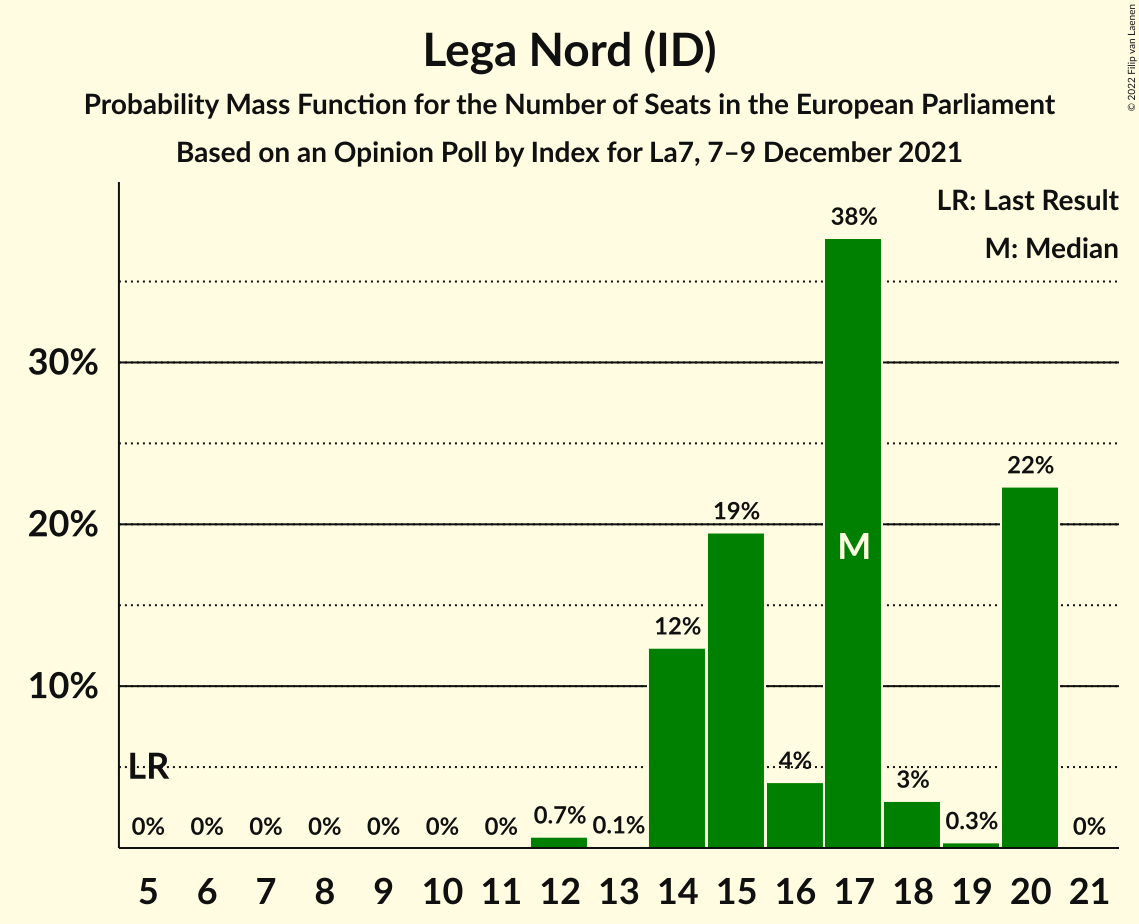 Lega Nord (ID)
Probability Mass Function for the Number of Seats in the European Parliament
Based on an Opinion Poll by Index for La7, 7–9 December 2021
© 2022 Filip van Laenen
LR: Last Result
M: Median
38%
30%
22%
20%
19%
M
12%
10%
LR
4%
3%
0% 0% 0% 0% 0% 0% 0% 0.7% 0.1% 0.3% 0%
5 6 7 8 9 10 11 12 13 14 15 16 17 18 19 20 21